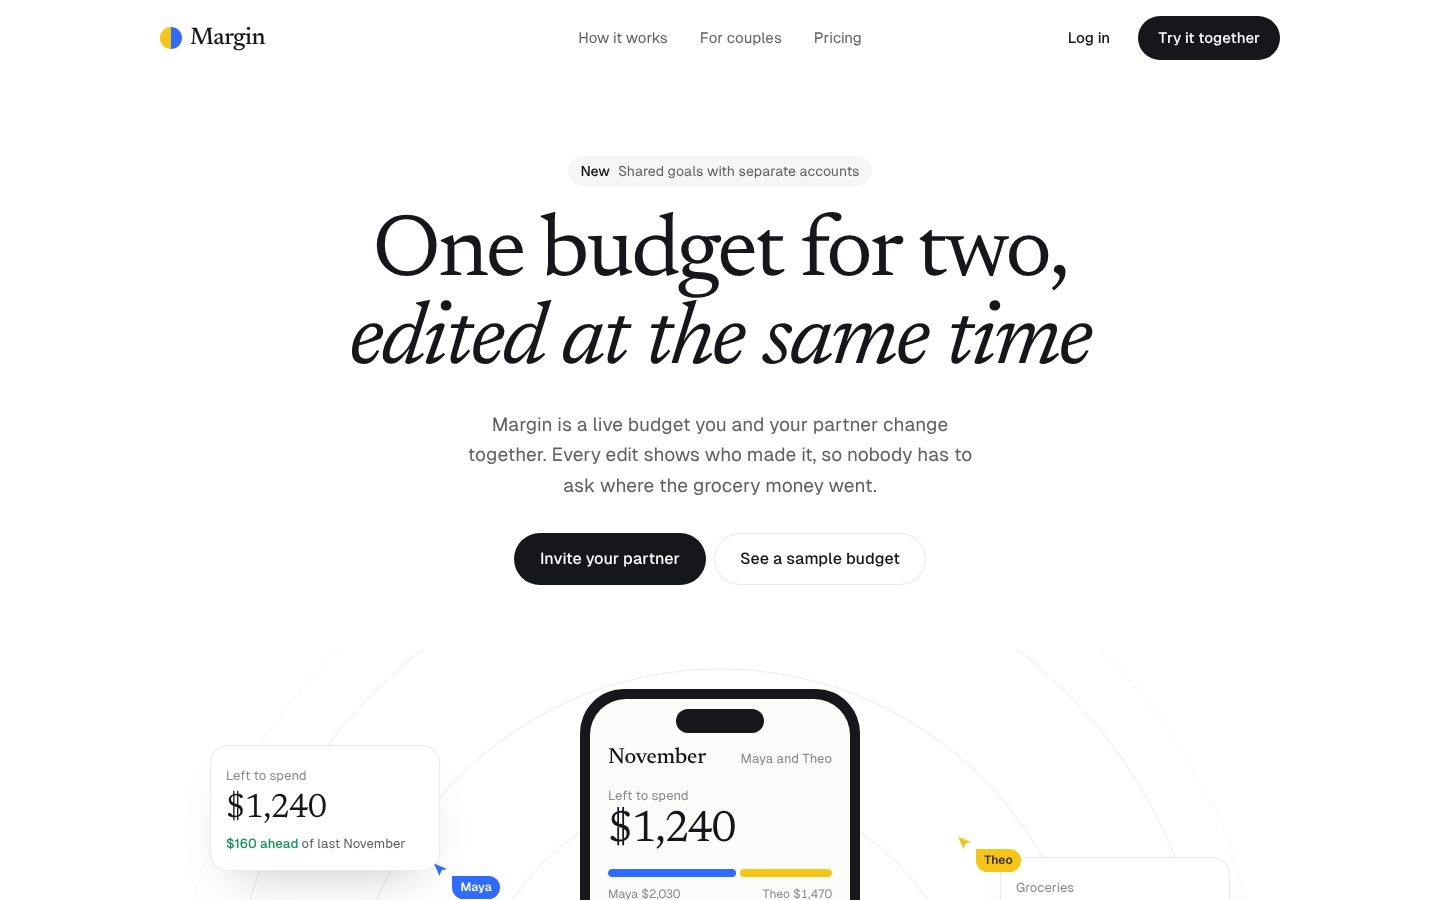 Margin
How it works
For couples
Pricing
Log in
Try it together
New Shared goals with separate accounts
One budget for two,
edited at the same time
Margin is a live budget you and your partner change
together. Every edit shows who made it, so nobody has to
ask where the grocery money went.
Invite your partner
See a sample budget
Left to spend
$1,240
$160 ahead of last November
Maya
November
Maya and Theo
Left to spend
$1,240
Maya $2,030
Theo $1,470
Theo
Groceries